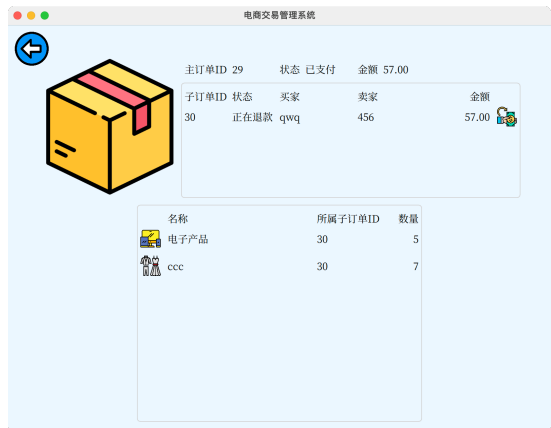 电商交易管理系统
主订单ID 29 状态 已支付 金额 57.00
子订单ID 状态 买家 卖家 金额
30 正在退款 qwq 456 57.00
名称 所属子订单ID 数量
电子产品 30 5
ccc 30 7